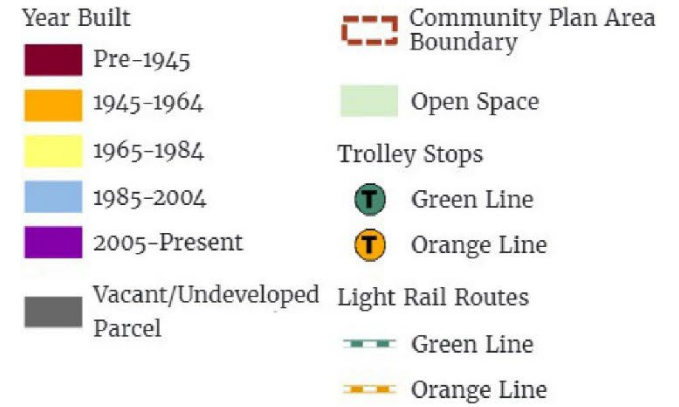 Year Built
Pre-1945
1945-1964
1965-1984
1985-2004
2005-Present
Vacant/Undeveloped
Parcel
Community Plan Area
Boundary
Open Space
Trolley Stops
T Green Line
T Orange Line
Light Rail Routes
Green Line
Orange Line